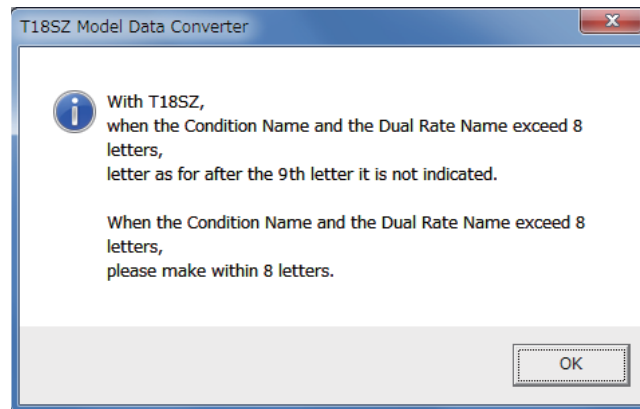 T18SZ Model Data Converter
With T18SZ,
when the Condition Name and the Dual Rate Name exceed 8
letters,
letter as for after the 9th letter it is not indicated.
When the Condition Name and the Dual Rate Name exceed 8
letters,
please make within 8 letters.
OK